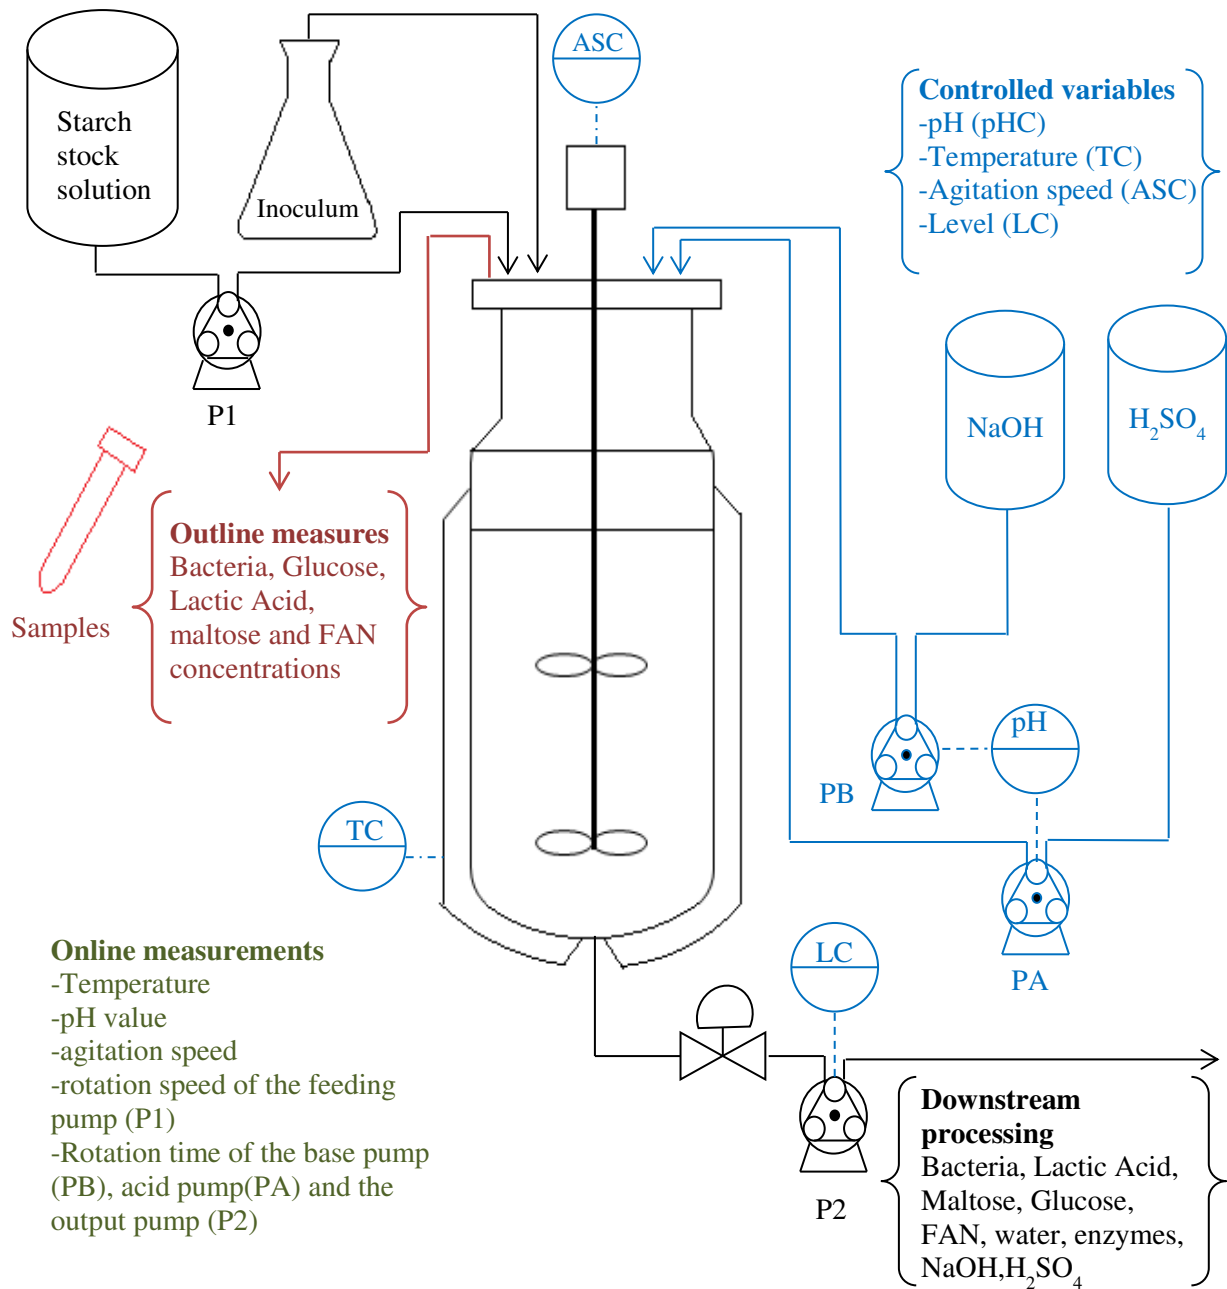 Starch
stock
solution
Inoculum
ASC
Controlled variables
-pH (pHC)
-Temperature (TC)
-Agitation speed (ASC)
-Level (LC)
P1
NaOH
H₂SO₄
Samples
Outline measures
Bacteria, Glucose,
Lactic Acid,
maltose and FAN
concentrations
pH
PB
TC
PA
LC
Online measurements
-Temperature
-pH value
-agitation speed
-rotation speed of the feeding
pump (P1)
-Rotation time of the base pump
(PB), acid pump(PA) and the
output pump (P2)
P2
Downstream
processing
Bacteria, Lactic Acid,
Maltose, Glucose,
FAN, water, enzymes,
NaOH,H₂SO₄